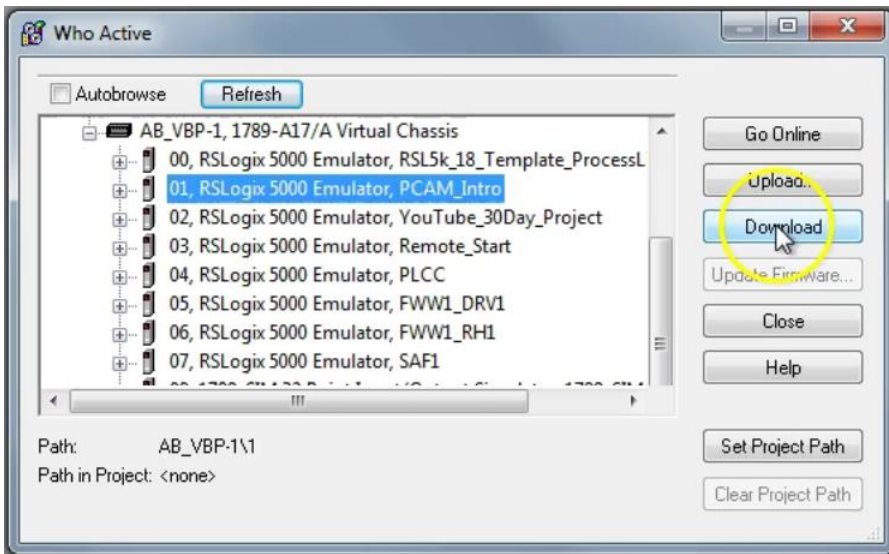 Who Active
Autobrowse
Refresh
AB_VBP-1, 1789-A17/A Virtual Chassis
00, RSLogix 5000 Emulator, RSL5k_18_Template_ProcessL
01, RSLogix 5000 Emulator, PCAM_Intro
02, RSLogix 5000 Emulator, YouTube_30Day_Project
03, RSLogix 5000 Emulator, Remote_Start
04, RSLogix 5000 Emulator, PLCC
05, RSLogix 5000 Emulator, FWW1_DRV1
06, RSLogix 5000 Emulator, FWW1_RH1
07, RSLogix 5000 Emulator, SAF1
Path: AB_VBP-1\1
Path in Project: <none>
Go Online
Upload...
Download
Update Firmware...
Close
Help
Set Project Path
Clear Project Path